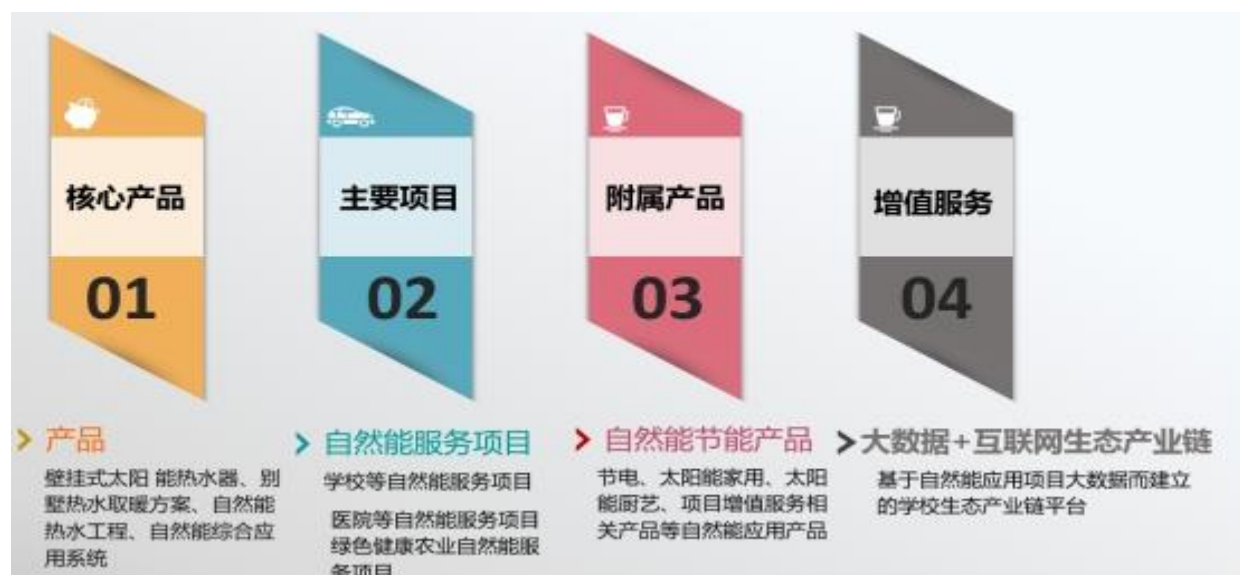 核心产品
01
主要项目
02
附属产品
03
增值服务
04
产品
壁挂式太阳 能热水器、别
墅热水取暖方案、自然能
热水工程、自然能综合应
用系统
自然能服务项目
学校等自然能服务项目
医院等自然能服务项目
绿色健康农业自然能服
务项目
自然能节能产品
节电、太阳能家用、太阳
能厨艺、项目增值服务相
关产品等自然能应用产品
大数据+互联网生态产业链
基于自然能应用项目大数据而建立
的学校生态产业链平台